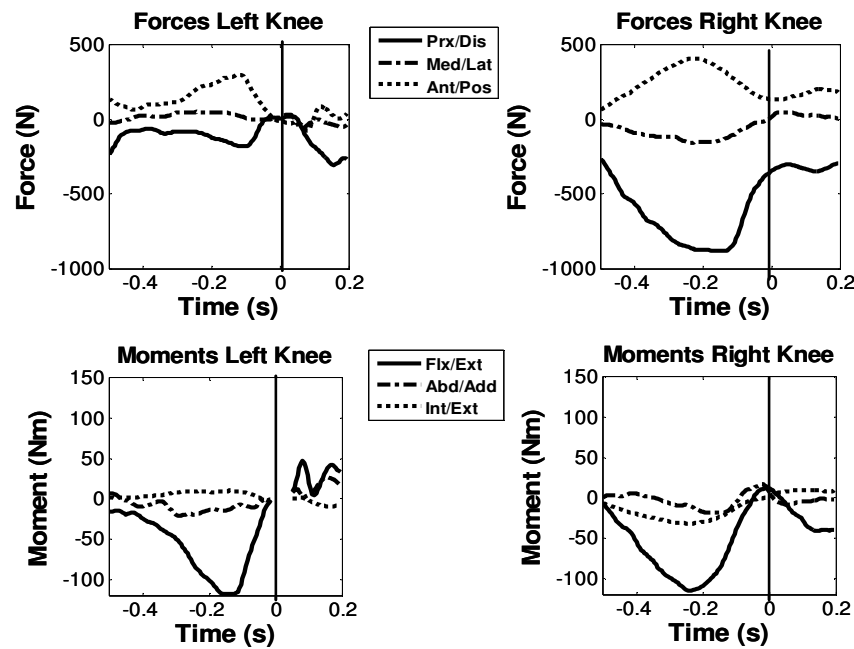 Forces Left Knee
500
0
-500
-1000
Force (N)
-0.4
-0.2
0
0.2
Time (s)
Prx/Dis
Med/Lat
Ant/Pos
Forces Right Knee
500
0
-500
-1000
Force (N)
-0.4
-0.2
0
0.2
Time (s)
Moments Left Knee
150
100
50
0
-50
-100
Moment (Nm)
-0.4
-0.2
0
0.2
Time (s)
Flx/Ext
Abd/Add
Int/Ext
Moments Right Knee
150
100
50
0
-50
-100
Moment (Nm)
-0.4
-0.2
0
0.2
Time (s)